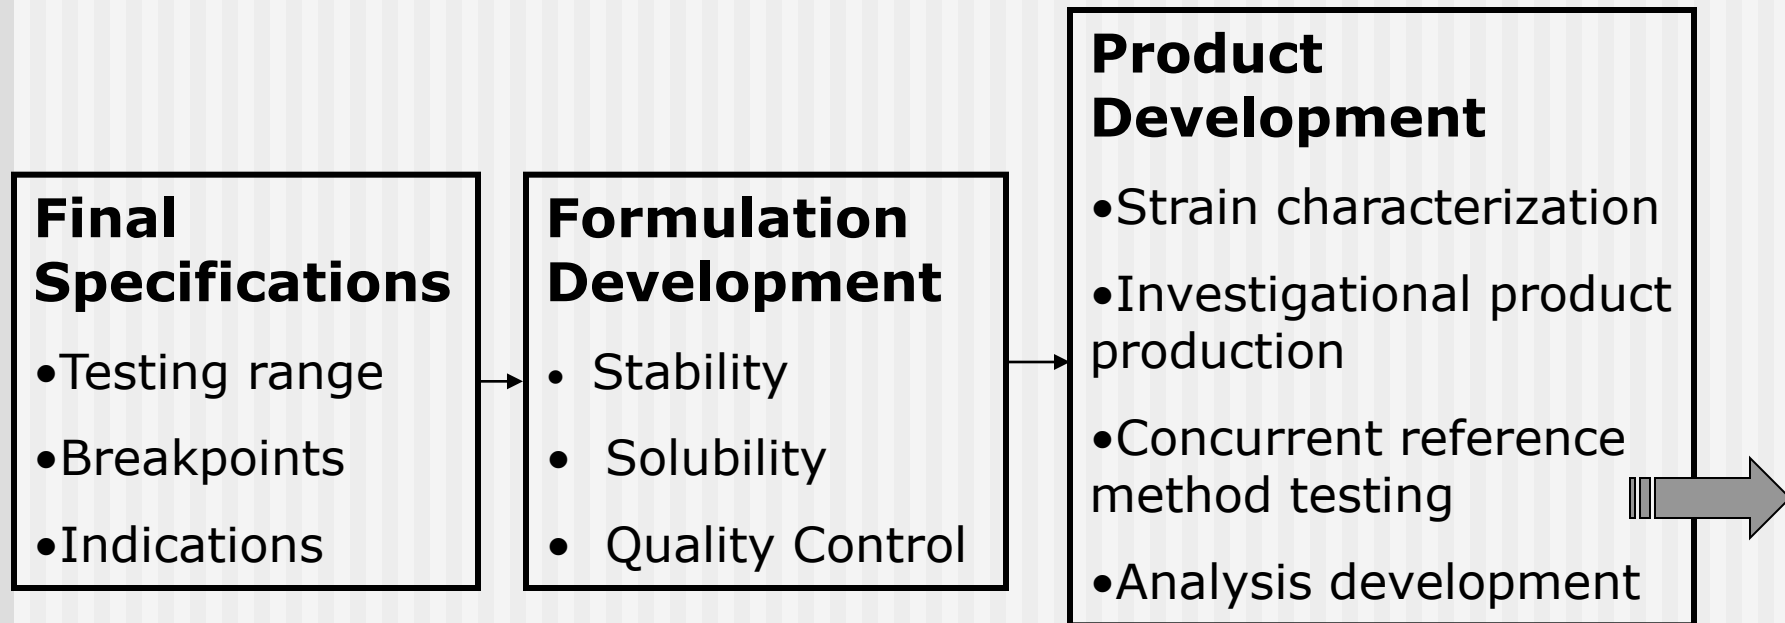 Final
Specifications
•Testing range
•Breakpoints
•Indications
Formulation
Development
• Stability
• Solubility
• Quality Control
Product
Development
•Strain characterization
•Investigational product
production
•Concurrent reference
method testing
•Analysis development